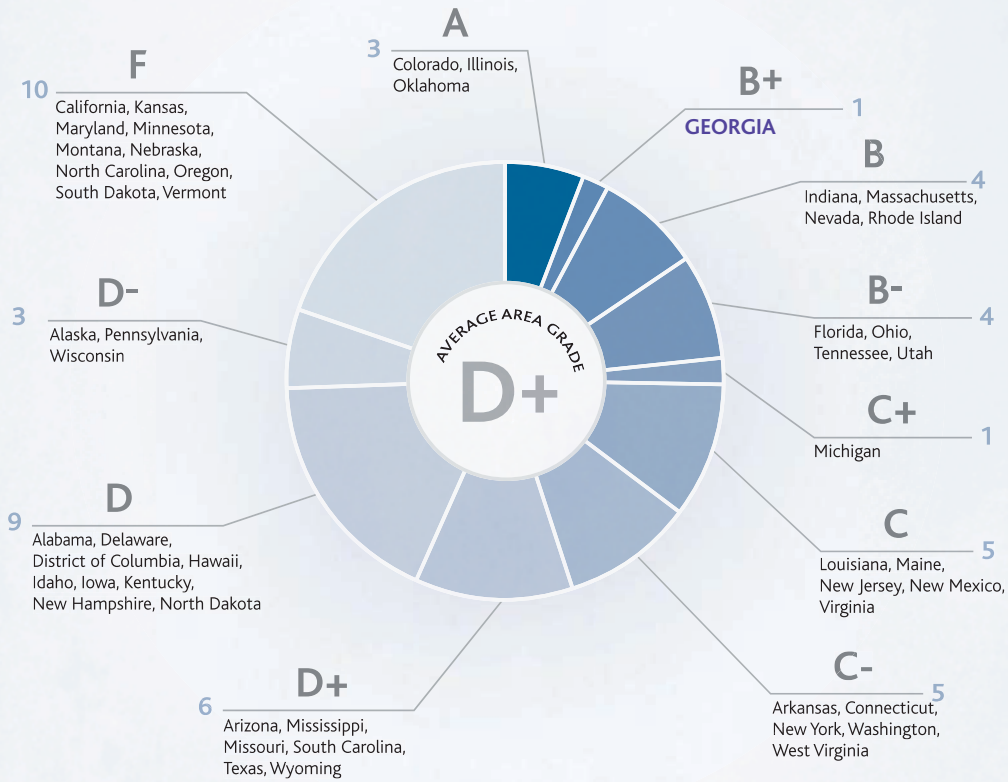 A
3
Colorado, Illinois,
Oklahoma
B+
1
GEORGIA
B
4
Indiana, Massachusetts,
Nevada, Rhode Island
B-
4
Florida, Ohio,
Tennessee, Utah
C+
1
Michigan
C
5
Louisiana, Maine,
New Jersey, New Mexico,
Virginia
C-
5
Arkansas, Connecticut,
New York, Washington,
West Virginia
D+
6
Arizona, Mississippi,
Missouri, South Carolina,
Texas, Wyoming
D
9
Alabama, Delaware,
District of Columbia, Hawaii,
Idaho, Iowa, Kentucky,
New Hampshire, North Dakota
D-
3
Alaska, Pennsylvania,
Wisconsin
F
10
California, Kansas,
Maryland, Minnesota,
Montana, Nebraska,
North Carolina, Oregon,
South Dakota, Vermont
AVERAGE AREA GRADE
D+